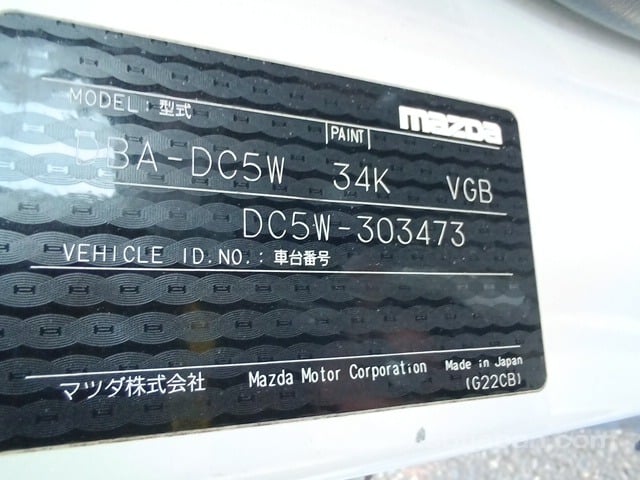 MODEL : 型式
PAINT
mazda
DBA-DC5W 34K VGB
DC5W-303473
VEHICLE ID.NO.: 車台番号
マツダ株式会社 Mazda Motor Corporation Made in Japan
(G22CB)